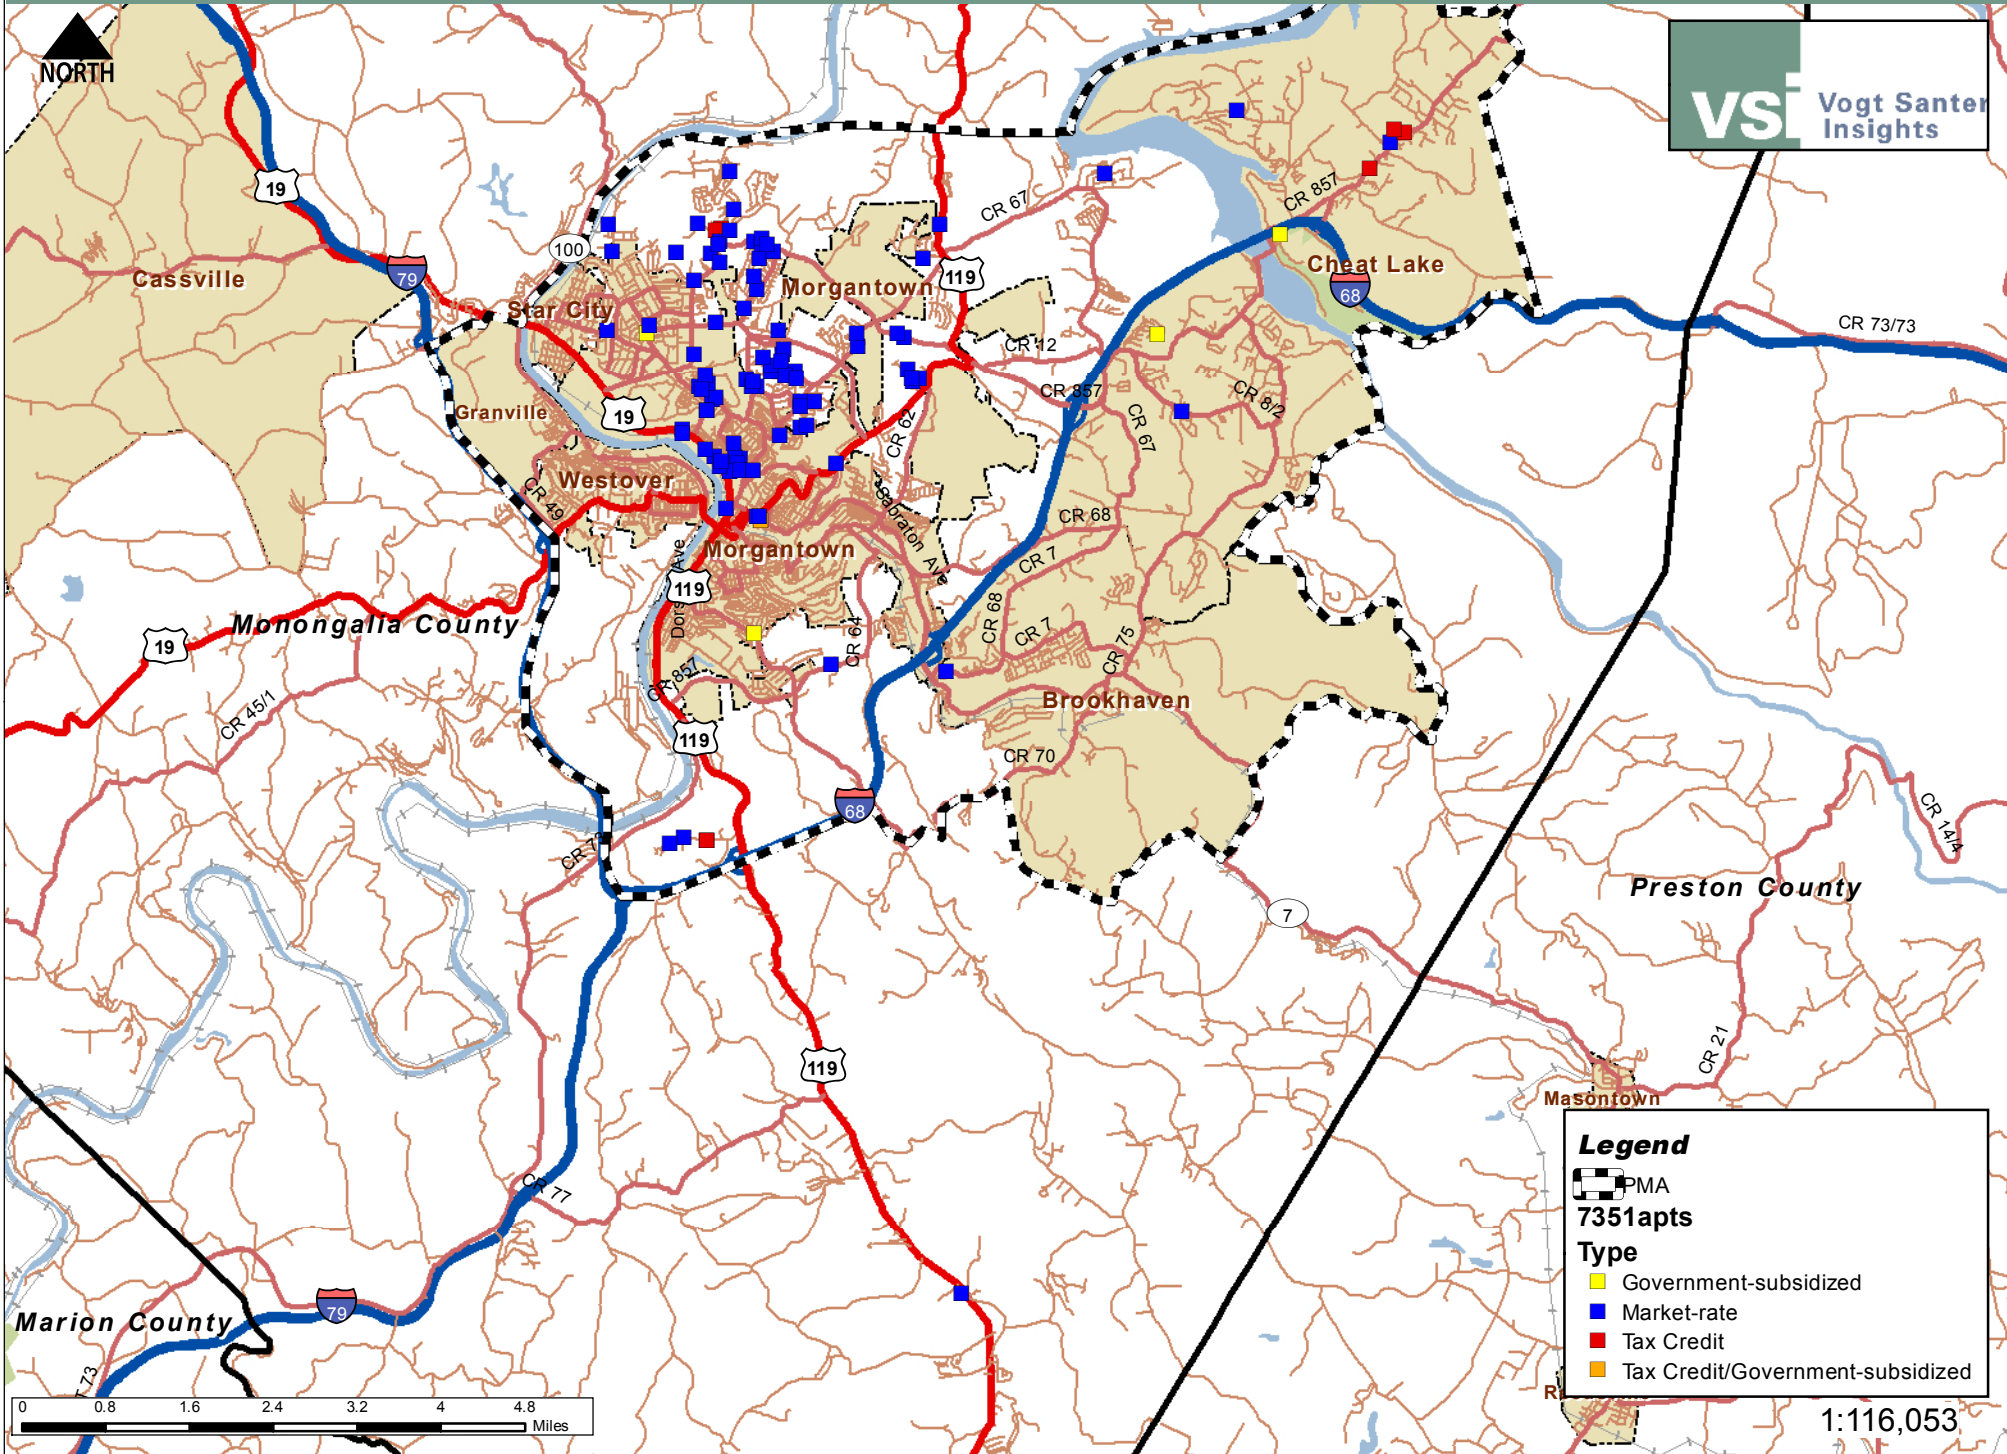 NORTH
vsi Vogt Santer
Insights
19
CR 67
CR 857
100
Cassville
79
Cheat Lake
119
Morgantown
68
Star City
CR 73/73
CR 12
CR 857
CR 8/2
Granville
19
CR 62
CR 67
Westover
CR 49
Sabraton Ave
CR 68
Morgantown
CR 7
119
Monongalia County
CR 68
CR 7
CR 64
CR 75
19
CR 857
Brookhaven
CR 45/1
119
CR 70
68
CR 14/4
Preston County
7
CR 21
119
Masontown
CR 77
Legend
PMA
7351apts
Type
Government-subsidized
Market-rate
Tax Credit
Tax Credit/Government-subsidized
79
Marion County
0 0.8 1.6 2.4 3.2 4 4.8
Miles
1:116,053